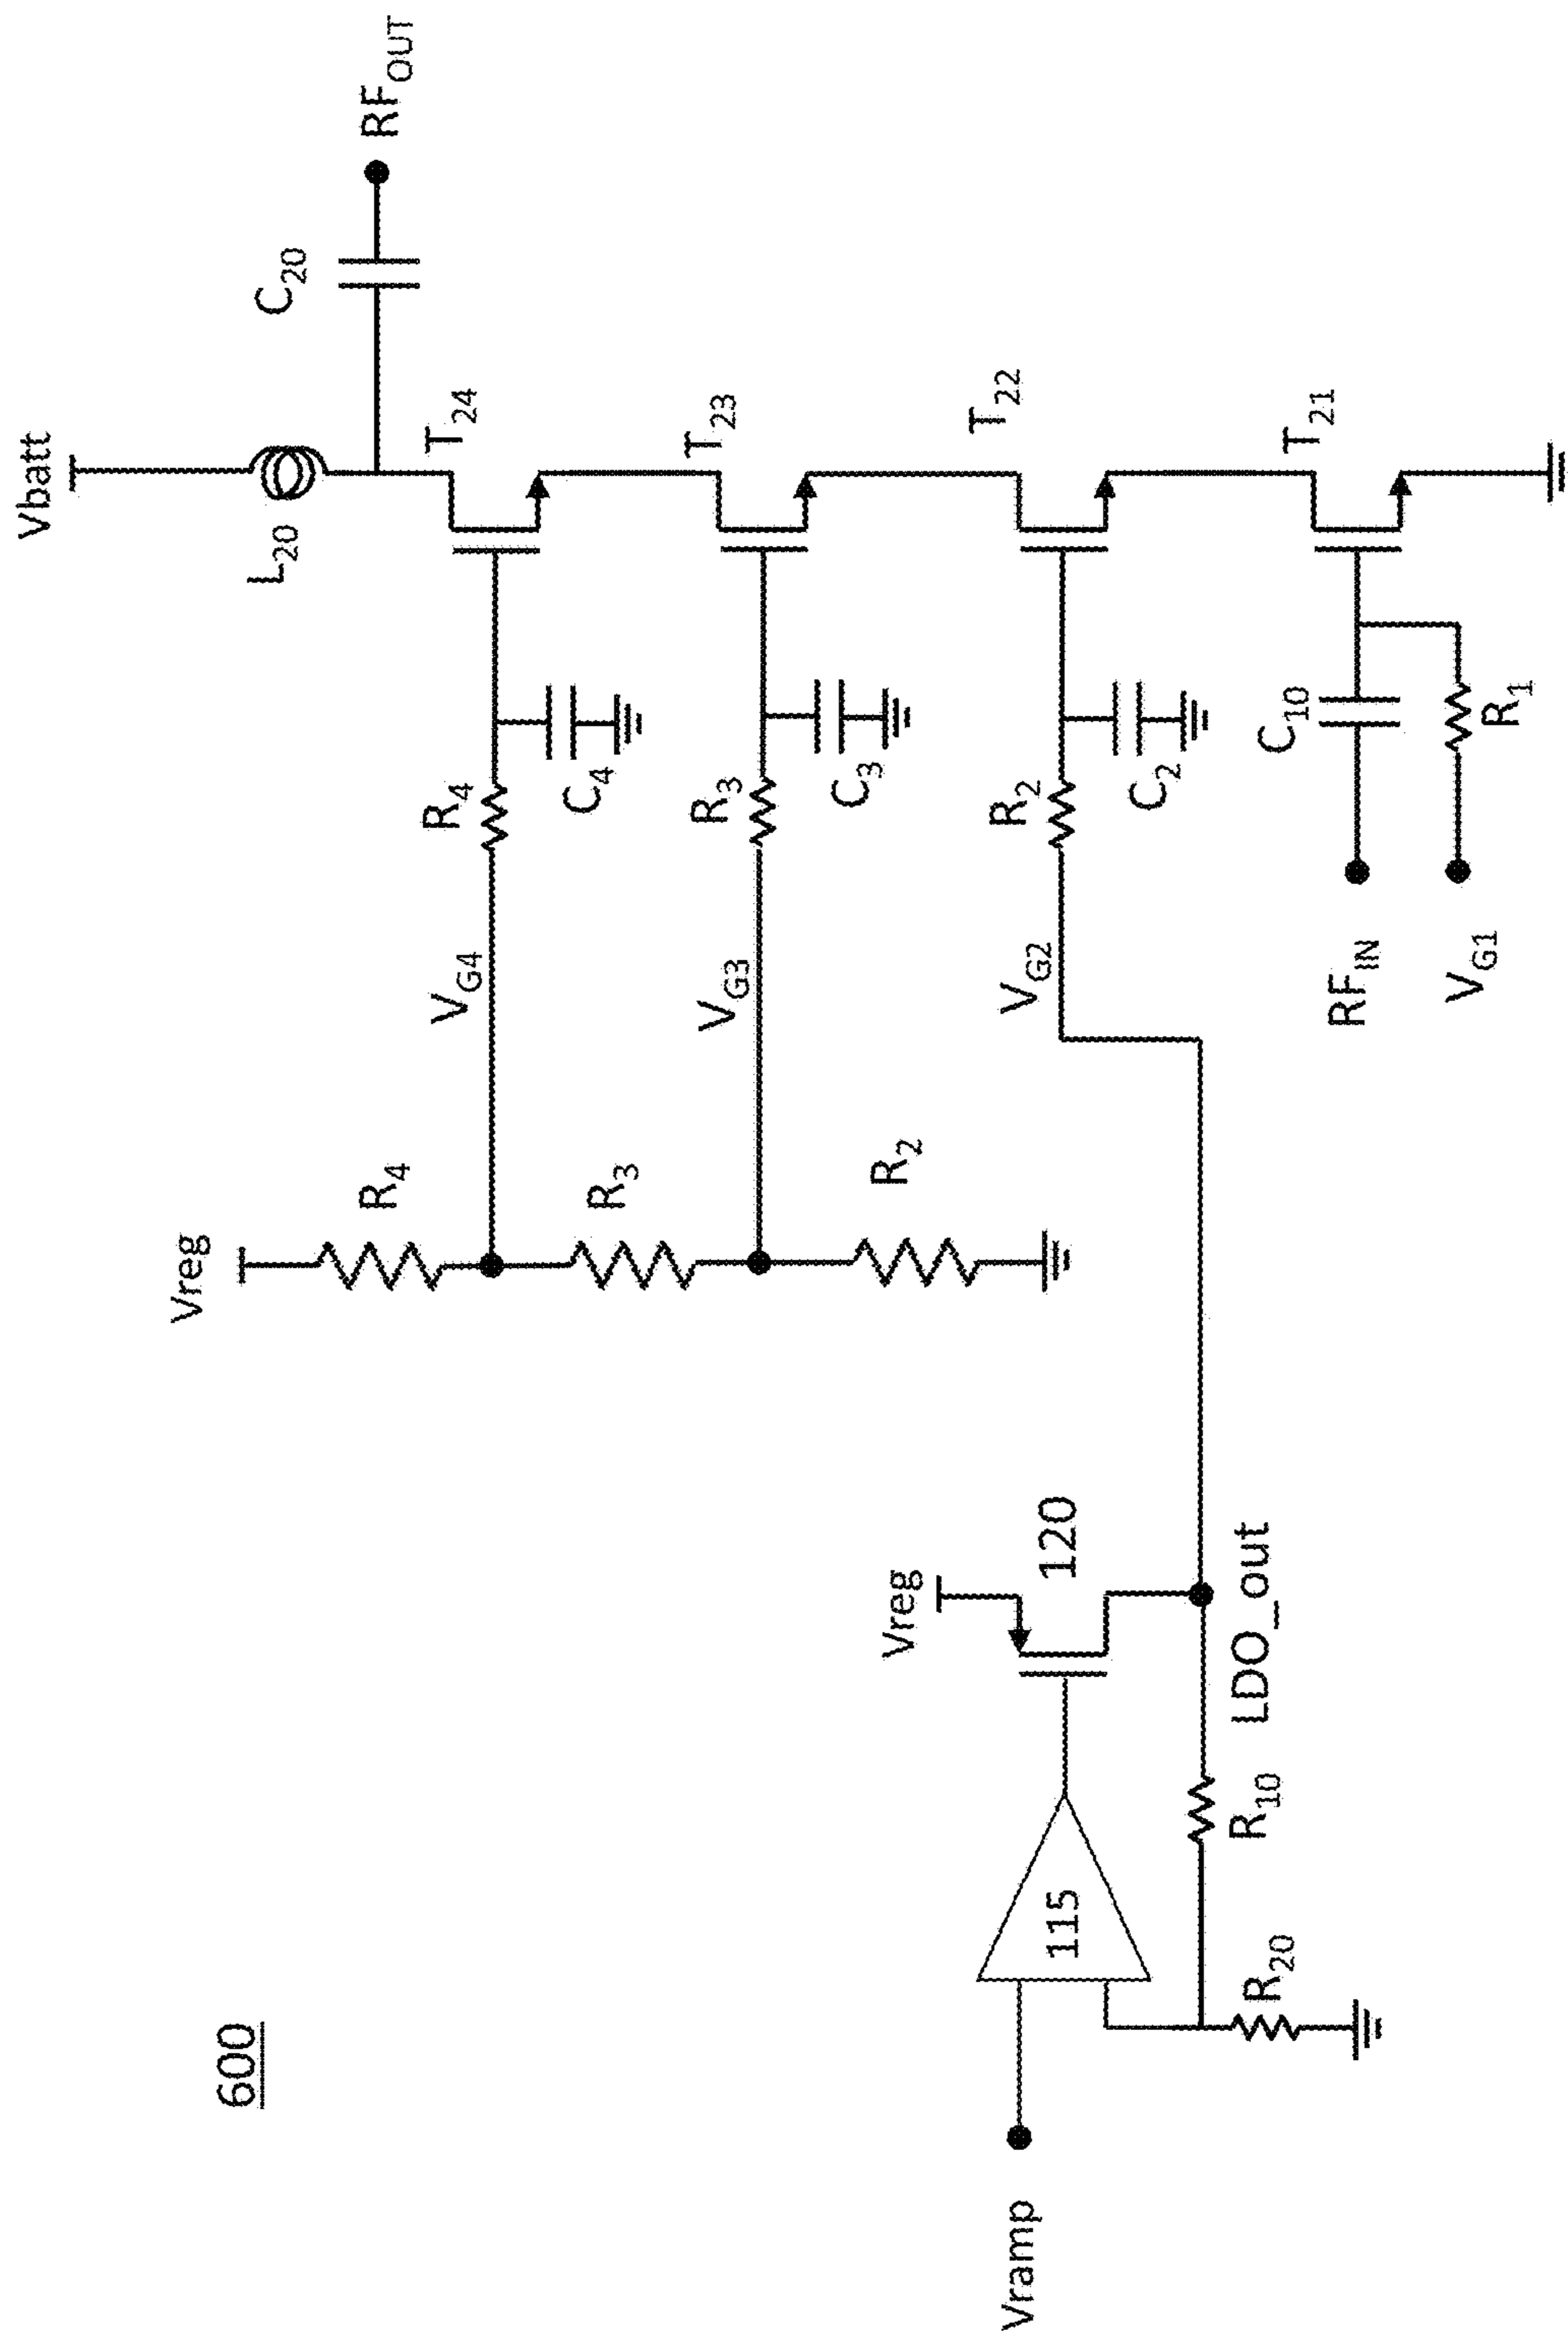 600
Vbatt
L20
C20
RFOUT
T24
R4
C4
VG4
Vreg
R4
R3
R2
T23
R3
C3
VG3
T22
R2
C2
VG2
T21
C10
R1
RFIN
VG1
Vreg
120
LDO_out
115
R10
R20
Vramp